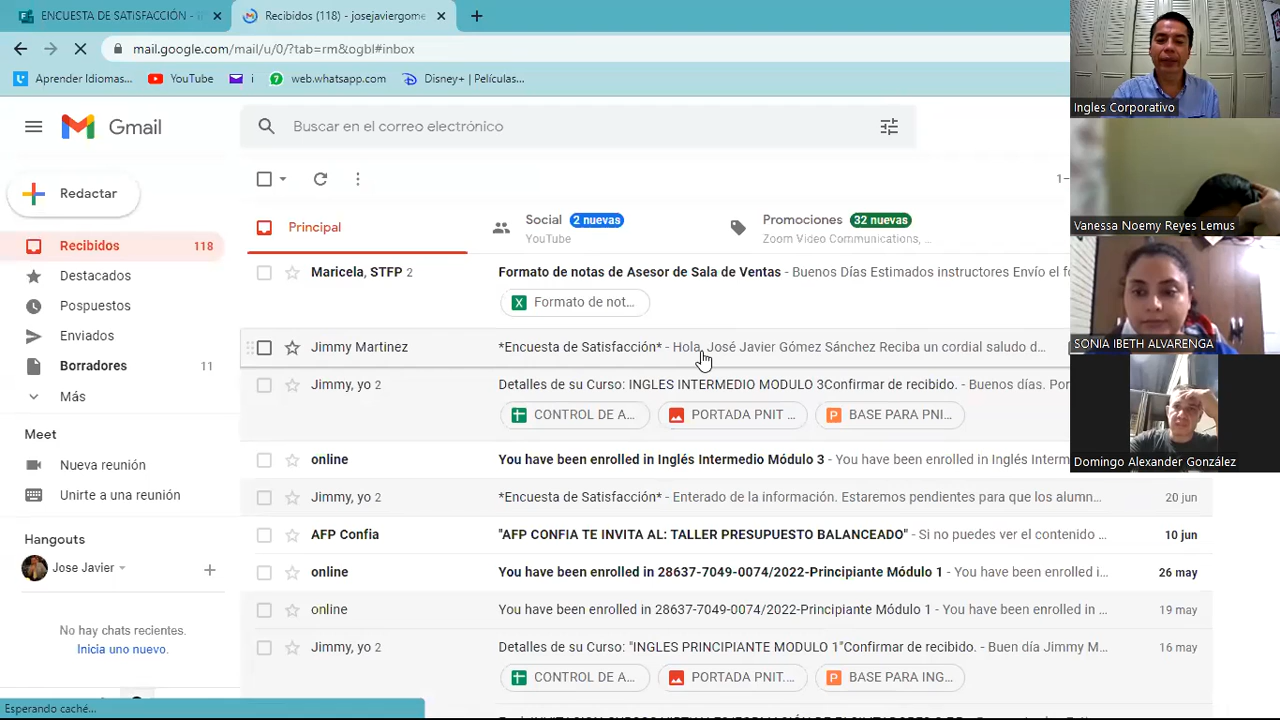 ENCUESTA DE SATISFACCIÓN - i
Recibidos (118) - josejaviergome
mail.google.com/mail/u/0/?tab=rm&ogbl#inbox
Aprender Idiomas...
YouTube
i
web.whatsapp.com
Disney+ | Películas,...
Gmail
Buscar en el correo electrónico
Redactar
1–
Recibidos 118
Destacados
Pospuestos
Enviados
Borradores 11
Más
Meet
Nueva reunión
Unirte a una reunión
Hangouts
Jose Javier
No hay chats recientes.
Inicia uno nuevo.
Principal
Social 2 nuevas
YouTube
Promociones 32 nuevas
Zoom Video Communications, ...
Maricela, STFP 2 Formato de notas de Asesor de Sala de Ventas - Buenos Días Estimados instructores Envío el fo
Formato de not...
Jimmy Martinez *Encuesta de Satisfacción* - Hola, José Javier Gómez Sánchez Reciba un cordial saludo d...
Jimmy, yo 2 Detalles de su Curso: INGLES INTERMEDIO MODULO 3Confirmar de recibido. - Buenos días. Por
CONTROL DE A... PORTADA PNIT ... BASE PARA PNI...
online You have been enrolled in Inglés Intermedio Módulo 3 - You have been enrolled in Inglés Interm
Jimmy, yo 2 *Encuesta de Satisfacción* - Enterado de la información. Estaremos pendientes para que los alumn... 20 jun
AFP Confia "AFP CONFIA TE INVITA AL: TALLER PRESUPUESTO BALANCEADO" - Si no puedes ver el contenido ... 10 jun
online You have been enrolled in 28637-7049-0074/2022-Principiante Módulo 1 - You have been enrolled i... 26 may
online You have been enrolled in 28637-7049-0074/2022-Principiante Módulo 1 - You have been enrolled in ... 19 may
Jimmy, yo 2 Detalles de su Curso: "INGLES PRINCIPIANTE MODULO 1"Confirmar de recibido. - Buen día Jimmy M... 16 may
CONTROL DE A... PORTADA PNIT.... BASE PARA ING...
Esperando caché...
Ingles Corporativo
Vanessa Noemy Reyes Lemus
SONIA IBETH ALVARENGA
Domingo Alexander González